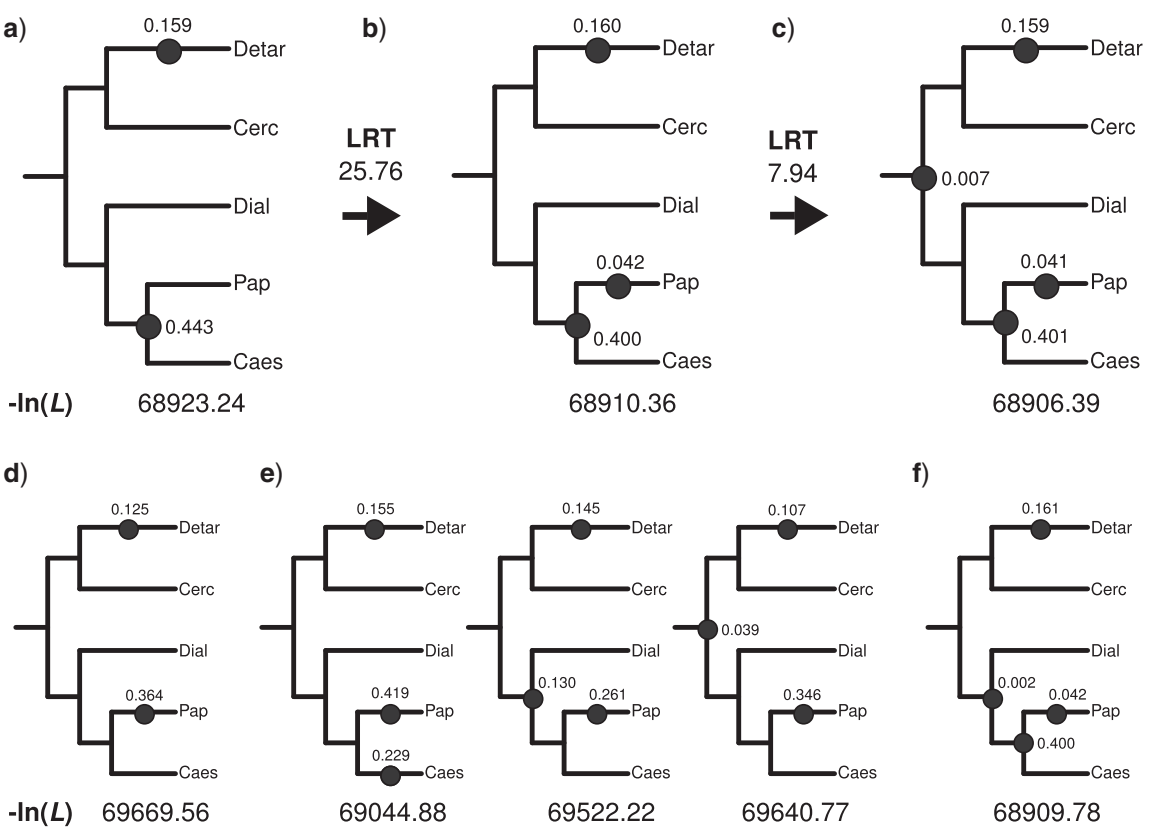 a)
0.159
Detar
Cerc
Dial
Pap
0.443
Caes
-ln(L)
68923.24
LRT
25.76
b)
0.160
Detar
Cerc
Dial
0.042
Pap
0.400
Caes
68910.36
LRT
7.94
c)
0.159
Detar
Cerc
0.007
Dial
0.041
Pap
0.401
Caes
68906.39
d)
0.125
Detar
Cerc
Dial
0.364
Pap
Caes
-ln(L)
69669.56
e)
0.155
Detar
Cerc
Dial
0.419
Pap
0.229
Caes
69044.88
0.145
Detar
Cerc
Dial
0.130
0.261
Pap
Caes
69522.22
0.107
Detar
Cerc
0.039
Dial
0.346
Pap
Caes
69640.77
f)
0.161
Detar
Cerc
Dial
0.002
0.042
Pap
0.400
Caes
68909.78